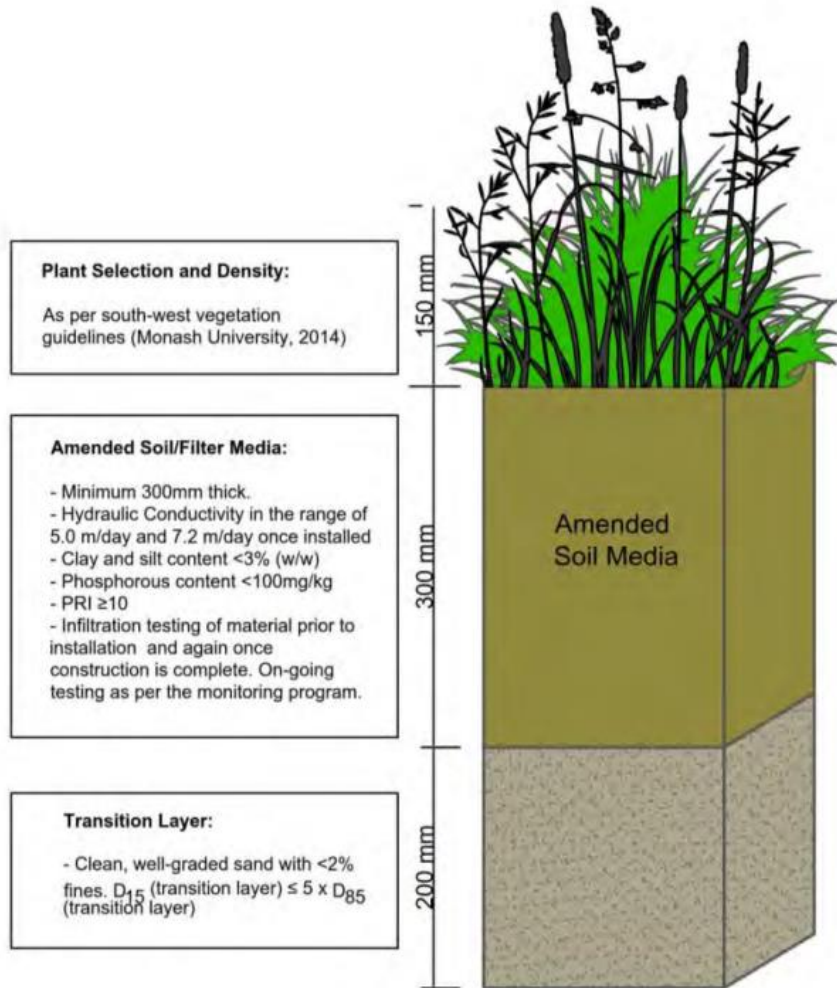 Plant Selection and Density:
As per south-west vegetation
guidelines (Monash University, 2014)
150 mm
Amended Soil/Filter Media:
- Minimum 300mm thick.
- Hydraulic Conductivity in the range of
5.0 m/day and 7.2 m/day once installed
- Clay and silt content <3% (w/w)
- Phosphorous content <100mg/kg
- PRI ≥10
- Infiltration testing of material prior to
installation and again once
construction is complete. On-going
testing as per the monitoring program.
300 mm
Amended
Soil Media
Transition Layer:
- Clean, well-graded sand with <2%
fines. D15 (transition layer) ≤ 5 x D85
(transition layer)
200 mm